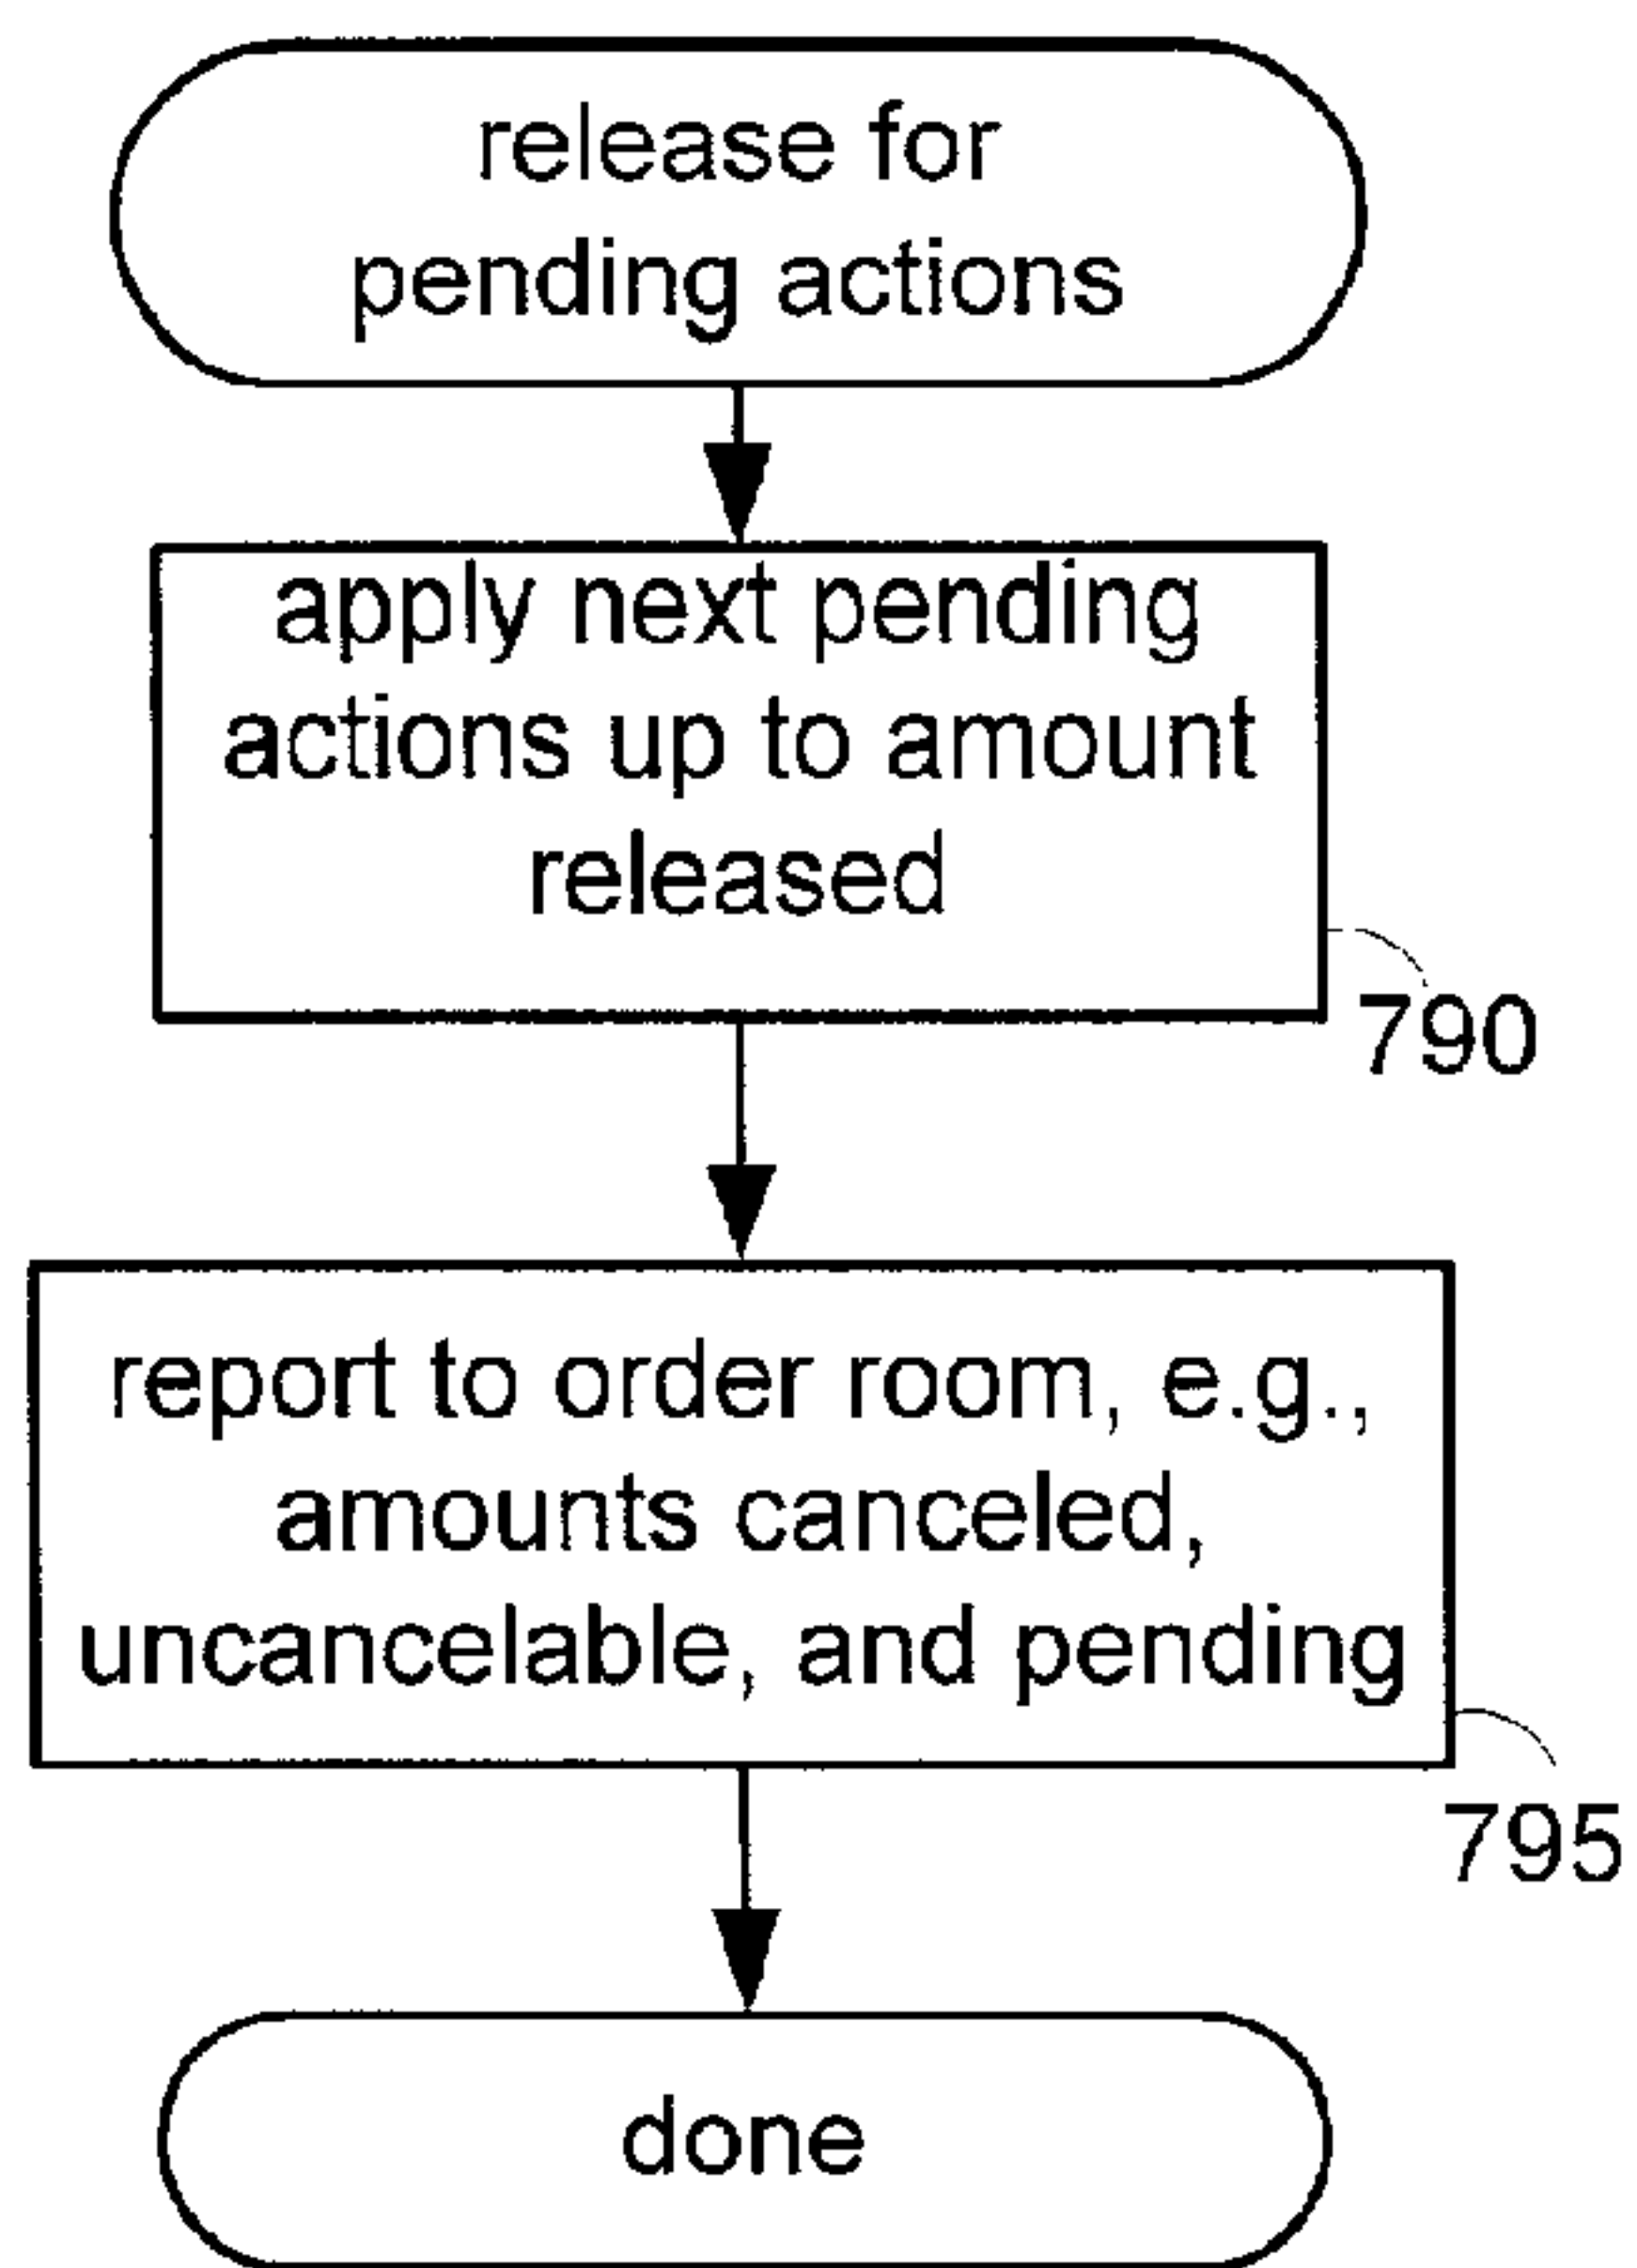 release for
pending actions
apply next pending
actions up to amount
released
790
report to order room, e.g.,
amounts canceled,
uncancelable, and pending
795
done